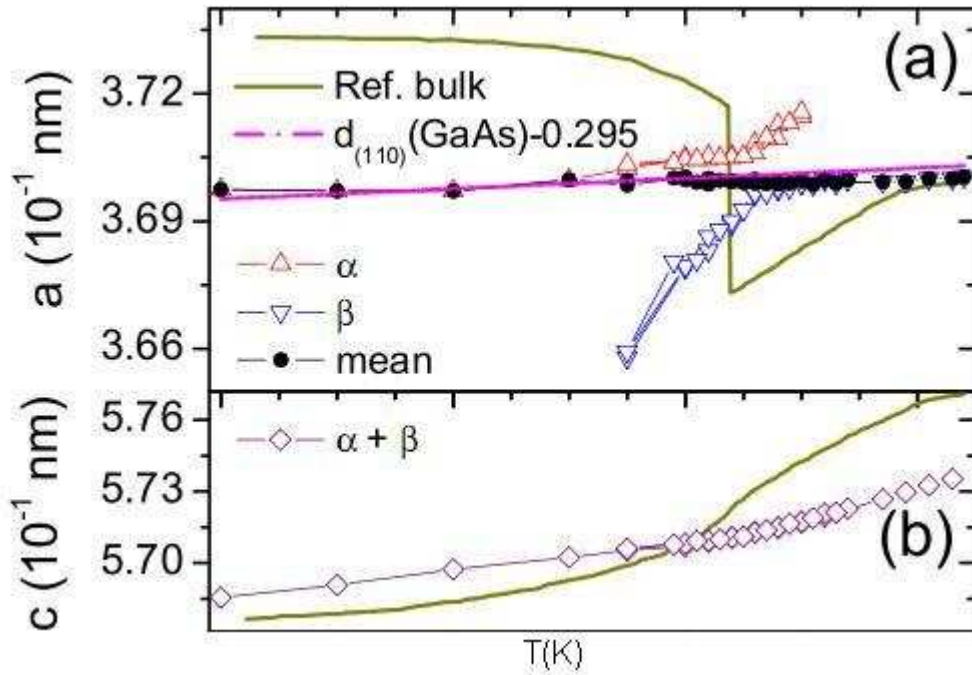 (a)
3.72
3.69
3.66
a (10⁻¹ nm)
Ref. bulk
d₍₁₁₀₎(GaAs)-0.295
α
β
mean
(b)
5.76
5.73
5.70
c (10⁻¹ nm)
α + β
T(K)